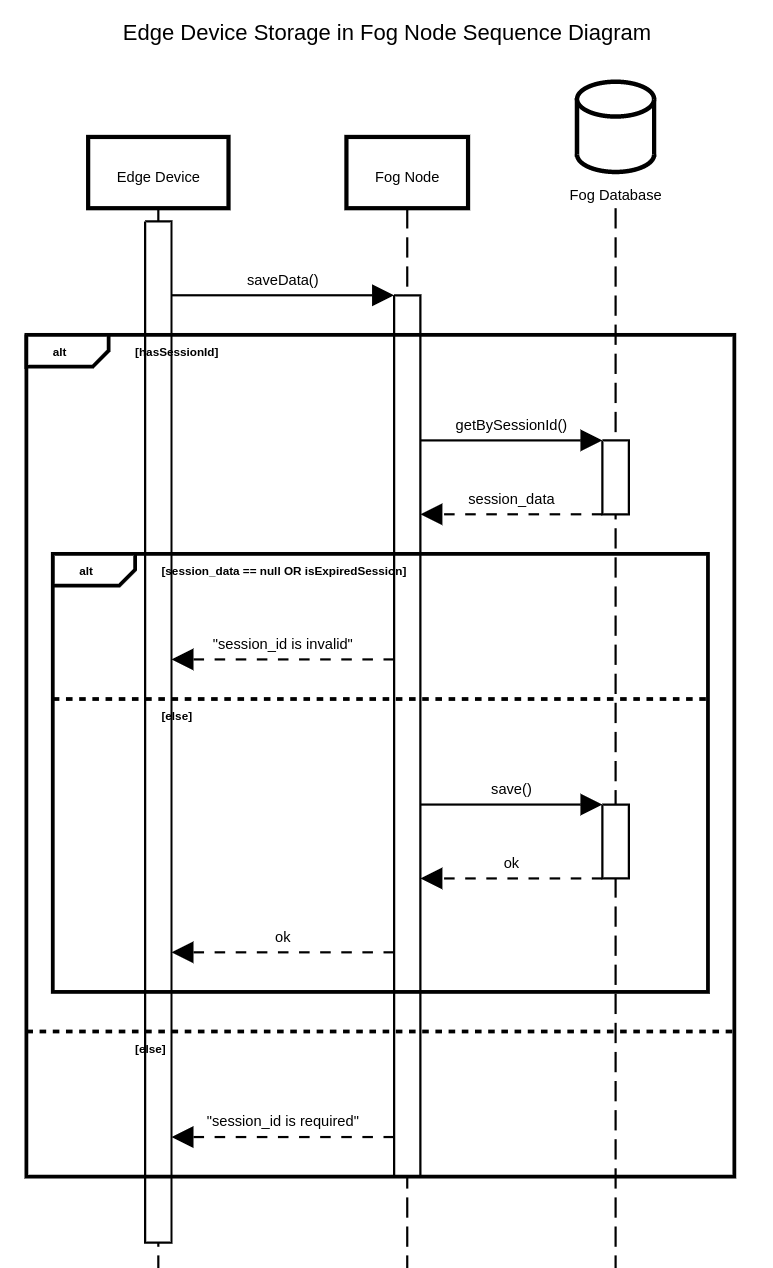 Edge Device Storage in Fog Node Sequence Diagram
Edge Device
Fog Node
Fog Database
saveData()
alt
[hasSessionId]
getBySessionId()
session_data
alt
[session_data == null OR isExpiredSession]
"session_id is invalid"
[else]
save()
ok
ok
[else]
"session_id is required"